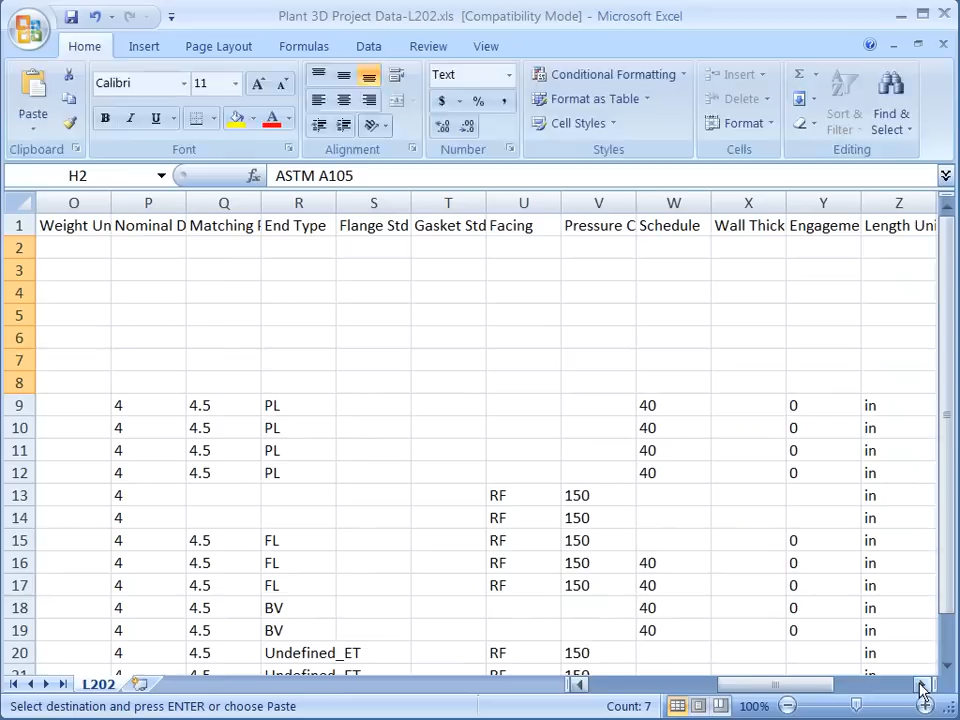 Plant 3D Project Data-L202.xls [Compatibility Mode] - Microsoft Excel
Home Insert Page Layout Formulas Data Review View
Calibri 11 A A Text Conditional Formatting Insert Σ
Paste $ % , Format as Table Delete Sort & Filter Find & Select
B I U A .00 Cell Styles Format
Clipboard Font Alignment Number Styles Cells Editing
H2 fx ASTM A105
O P Q R S T U V W X Y Z
1 Weight Un Nominal D Matching End Type Flange Std Gasket Std Facing Pressure C Schedule Wall Thick Engageme Length Uni
2
3
4
5
6
7
8
9 4 4.5 PL 40 0 in
10 4 4.5 PL 40 0 in
11 4 4.5 PL 40 0 in
12 4 4.5 PL 40 0 in
13 4 RF 150 in
14 4 RF 150 in
15 4 4.5 FL RF 150 0 in
16 4 4.5 FL RF 150 40 0 in
17 4 4.5 FL RF 150 40 0 in
18 4 4.5 BV 40 0 in
19 4 4.5 BV 40 0 in
20 4 4.5 Undefined_ET RF 150 in
21 4 4.5 Undefined_ET RF 150 in
L202
Select destination and press ENTER or choose Paste Count: 7 100%